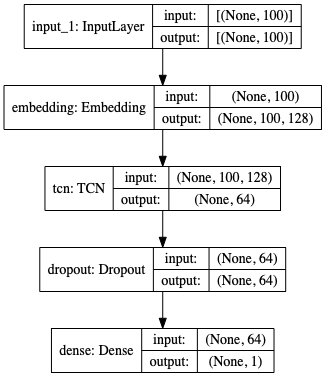 input_1: InputLayer
input: [(None, 100)]
output: [(None, 100)]
embedding: Embedding
input: (None, 100)
output: (None, 100, 128)
tcn: TCN
input: (None, 100, 128)
output: (None, 64)
dropout: Dropout
input: (None, 64)
output: (None, 64)
dense: Dense
input: (None, 64)
output: (None, 1)